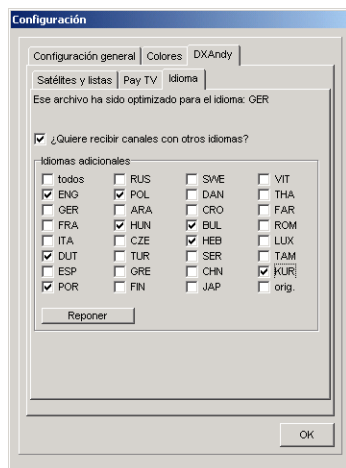 Configuración
Configuración general Colores DXAndy
Satélites y listas Pay TV Idioma
Ese archivo ha sido optimizado para el idioma: GER
¿Quiere recibir canales con otros idiomas?
Idiomas adicionales
todos RUS SWE VIT
ENG POL DAN THA
GER ARA CRO FAR
FRA HUN BUL ROM
ITA CZE HEB LUX
DUT TUR SER TAM
ESP GRE CHN KUR
POR FIN JAP orig.
Reponer
OK